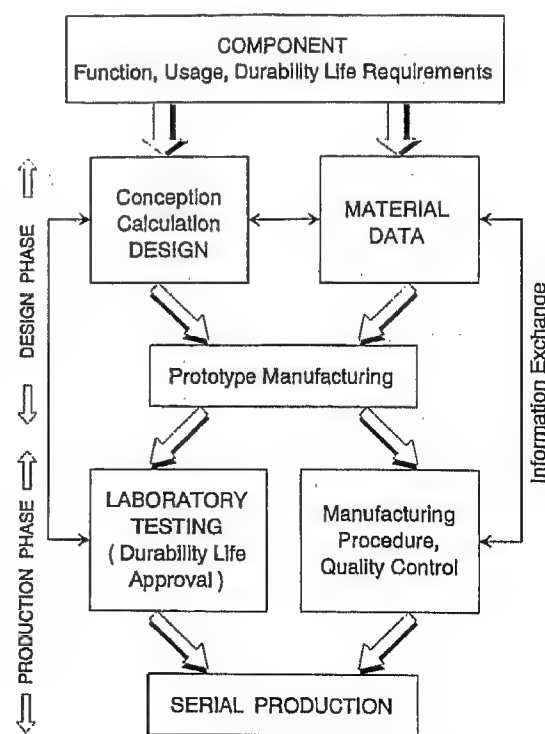 COMPONENT
Function, Usage, Durability Life Requirements
Conception
Calculation
DESIGN
MATERIAL
DATA
DESIGN PHASE
Prototype Manufacturing
Information Exchange
LABORATORY
TESTING
( Durability Life
Approval )
Manufacturing
Procedure,
Quality Control
PRODUCTION PHASE
SERIAL PRODUCTION